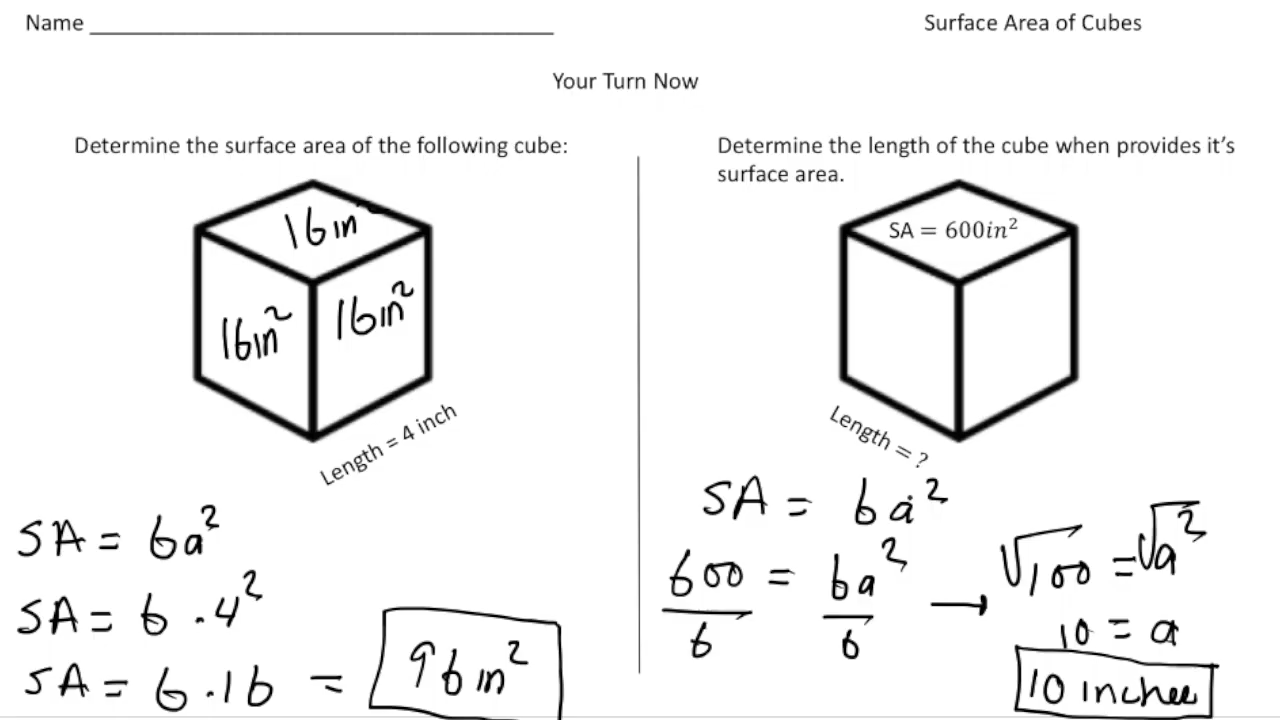 Name ____________________
Surface Area of Cubes
Your Turn Now
Determine the surface area of the following cube:
16in²
16in²
16in²
Length = 4 inch
SA = 6a²
SA = 6 · 4²
SA = 6 · 16 = 96in²
Determine the length of the cube when provides it's
surface area.
SA = 600in²
Length = ?
SA = 6a²
600/6 = 6a²/6 → √100 = √a²
10 = a
10 inches